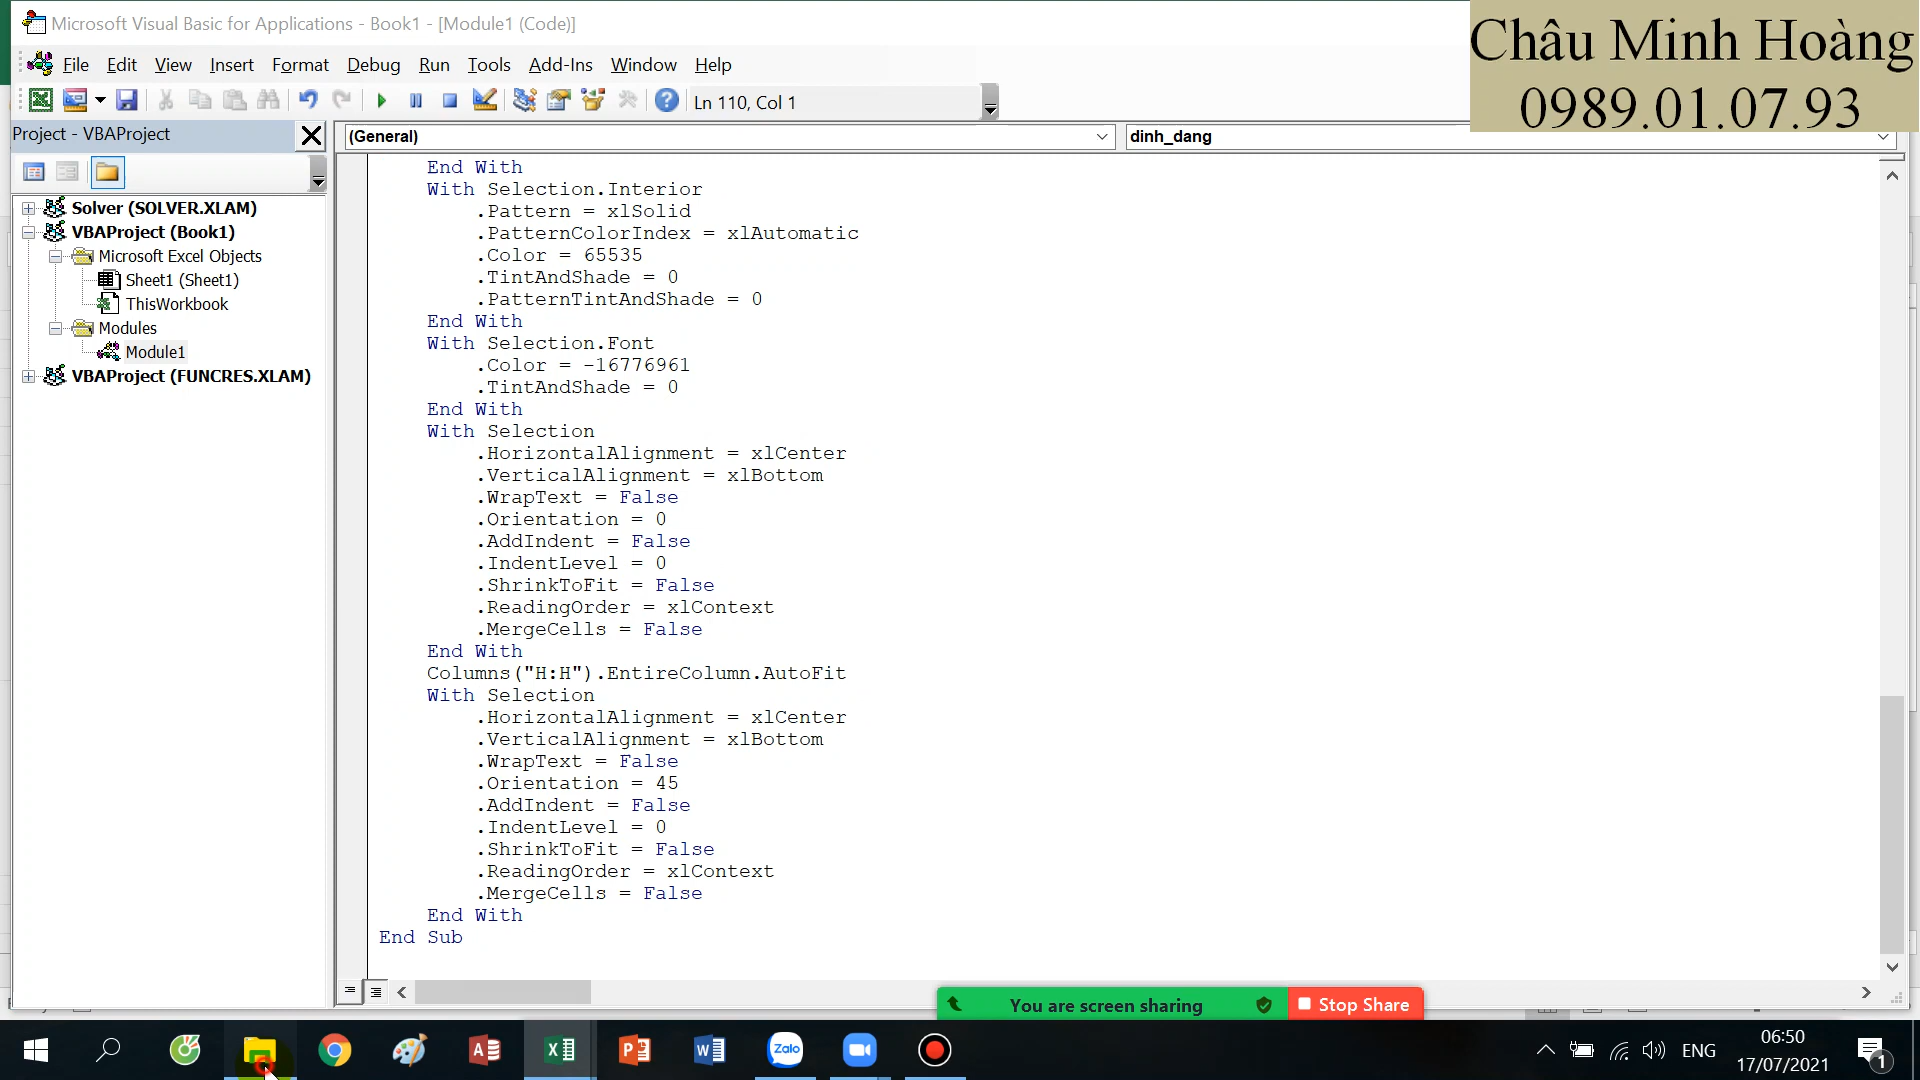 Microsoft Visual Basic for Applications - Book1 - [Module1 (Code)]
Châu Minh Hoàng
0989.01.07.93
File Edit View Insert Format Debug Run Tools Add-Ins Window Help
Ln 110, Col 1
Project - VBAProject
(General)
dinh_dang
Solver (SOLVER.XLAM)
VBAProject (Book1)
Microsoft Excel Objects
Sheet1 (Sheet1)
ThisWorkbook
Modules
Module1
VBAProject (FUNCRES.XLAM)
End With
With Selection.Interior
.Pattern = xlSolid
.PatternColorIndex = xlAutomatic
.Color = 65535
.TintAndShade = 0
.PatternTintAndShade = 0
End With
With Selection.Font
.Color = -16776961
.TintAndShade = 0
End With
With Selection
.HorizontalAlignment = xlCenter
.VerticalAlignment = xlBottom
.WrapText = False
.Orientation = 0
.AddIndent = False
.IndentLevel = 0
.ShrinkToFit = False
.ReadingOrder = xlContext
.MergeCells = False
End With
Columns("H:H").EntireColumn.AutoFit
With Selection
.HorizontalAlignment = xlCenter
.VerticalAlignment = xlBottom
.WrapText = False
.Orientation = 45
.AddIndent = False
.IndentLevel = 0
.ShrinkToFit = False
.ReadingOrder = xlContext
.MergeCells = False
End With
End Sub
You are screen sharing
Stop Share
Zalo
ENG
06:50
17/07/2021
1